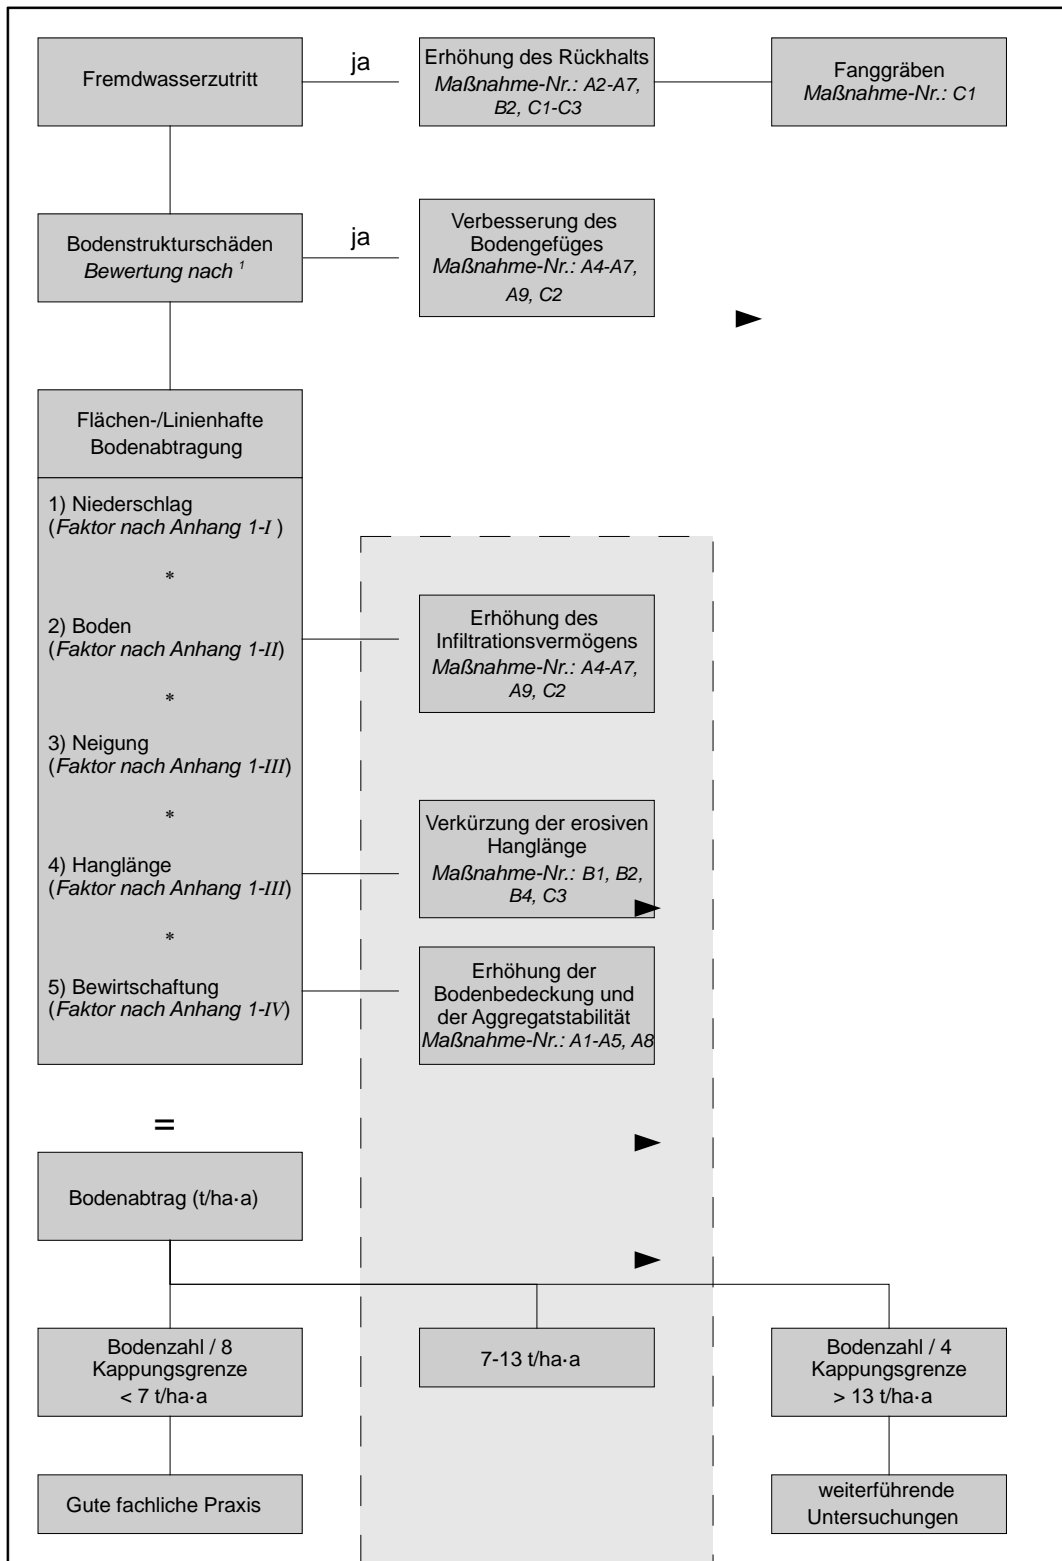 Fremdwasserzutritt
ja
Erhöhung des Rückhalts
Maßnahme-Nr.: A2-A7,
B2, C1-C3
Fanggräben
Maßnahme-Nr.: C1
Bodenstrukturschäden
Bewertung nach ¹
ja
Verbesserung des
Bodengefüges
Maßnahme-Nr.: A4-A7,
A9, C2
Flächen-/Linienhafte
Bodenabtragung
1) Niederschlag
(Faktor nach Anhang 1-I )
*
2) Boden
(Faktor nach Anhang 1-II)
*
3) Neigung
(Faktor nach Anhang 1-III)
*
4) Hanglänge
(Faktor nach Anhang 1-III)
*
5) Bewirtschaftung
(Faktor nach Anhang 1-IV)
Erhöhung des
Infiltrationsvermögens
Maßnahme-Nr.: A4-A7,
A9, C2
Verkürzung der erosiven
Hanglänge
Maßnahme-Nr.: B1, B2,
B4, C3
Erhöhung der
Bodenbedeckung und
der Aggregatstabilität
Maßnahme-Nr.: A1-A5, A8
=
Bodenabtrag (t/ha·a)
Bodenzahl / 8
Kappungsgrenze
< 7 t/ha·a
7-13 t/ha·a
Bodenzahl / 4
Kappungsgrenze
> 13 t/ha·a
Gute fachliche Praxis
weiterführende
Untersuchungen